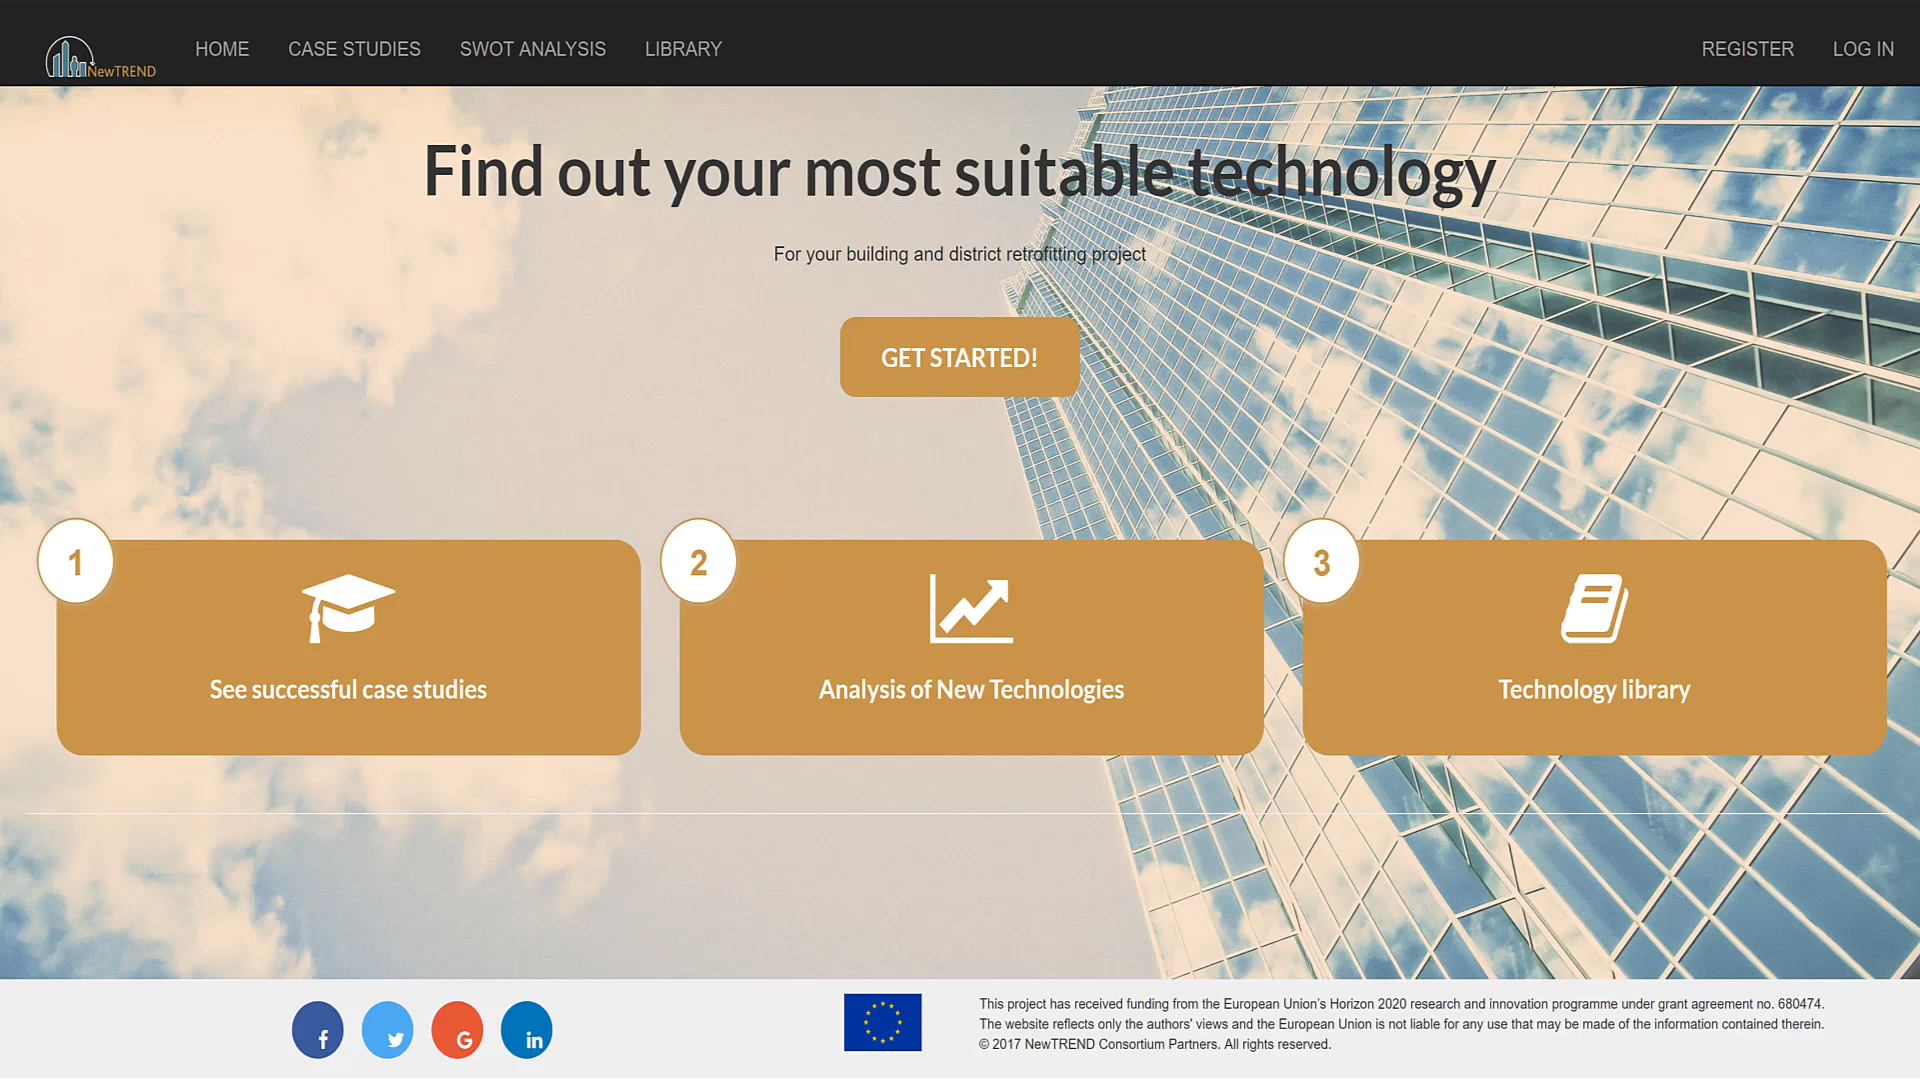 NewTREND
HOME
CASE STUDIES
SWOT ANALYSIS
LIBRARY
REGISTER
LOG IN
Find out your most suitable technology
For your building and district retrofitting project
GET STARTED!
1
See successful case studies
2
Analysis of New Technologies
3
Technology library
f
G
in
This project has received funding from the European Union's Horizon 2020 research and innovation programme under grant agreement no. 680474.
The website reflects only the authors' views and the European Union is not liable for any use that may be made of the information contained therein.
© 2017 NewTREND Consortium Partners. All rights reserved.